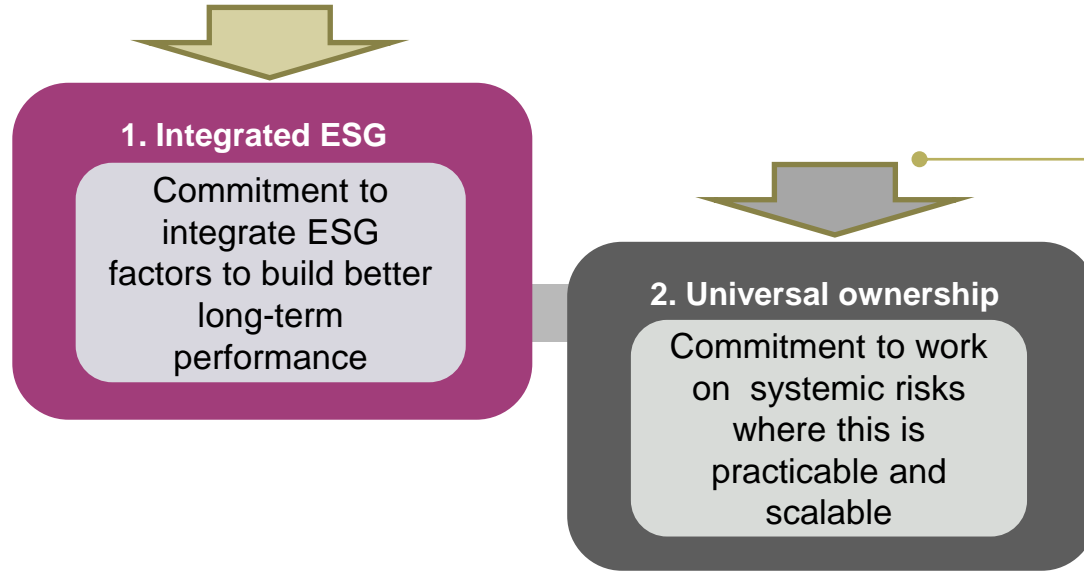 1. Integrated ESG
Commitment to
integrate ESG
factors to build better
long-term
performance
2. Universal ownership
Commitment to work
on  systemic risks
where this is
practicable and
scalable